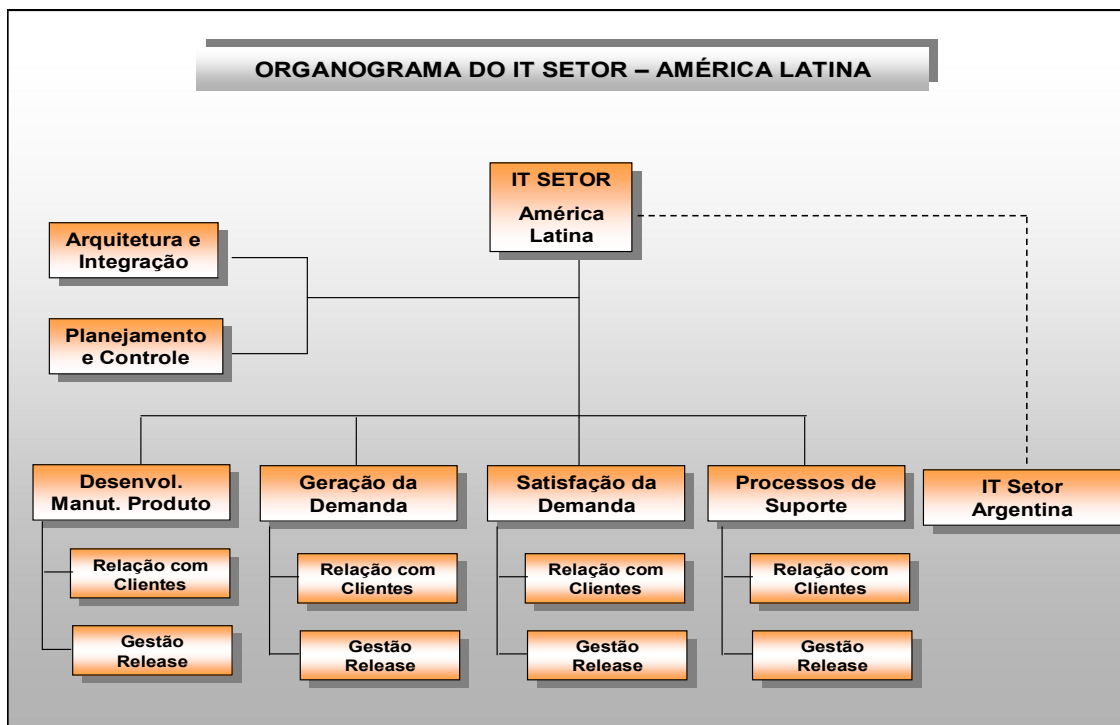 ORGANOGRAMA DO IT SETOR – AMÉRICA LATINA
IT SETOR
América
Latina
Arquitetura e
Integração
Planejamento
e Controle
Desenvol.
Manut. Produto
Geração da
Demanda
Satisfação da
Demanda
Processos de
Suporte
IT Setor
Argentina
Relação com
Clientes
Relação com
Clientes
Relação com
Clientes
Relação com
Clientes
Gestão
Release
Gestão
Release
Gestão
Release
Gestão
Release